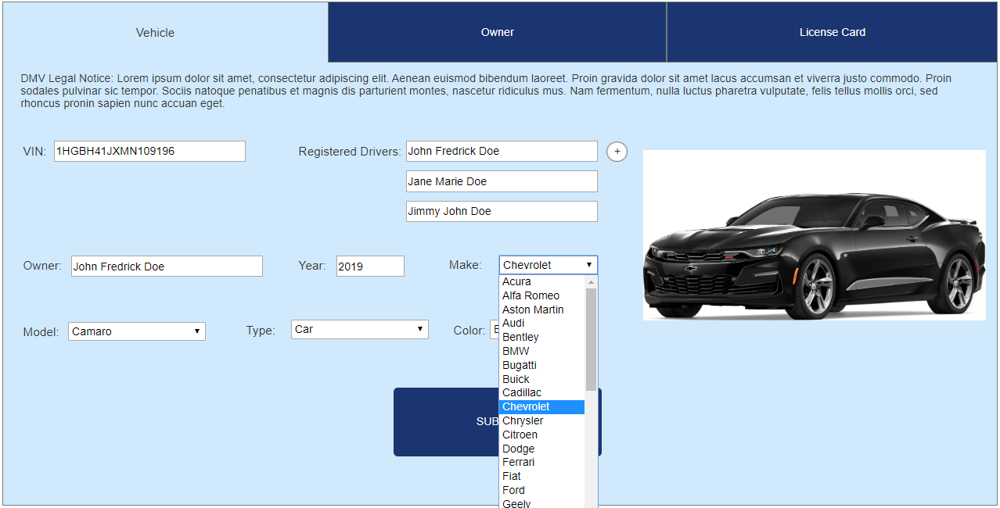 Vehicle
Owner
License Card
DMV Legal Notice: Lorem ipsum dolor sit amet, consectetur adipiscing elit. Aenean euismod bibendum laoreet. Proin gravida dolor sit amet lacus accumsan et viverra justo commodo. Proin
sodales pulvinar sic tempor. Sociis natoque penatibus et magnis dis parturient montes, nascetur ridiculus mus. Nam fermentum, nulla luctus pharetra vulputate, felis tellus mollis orci, sed
rhoncus pronin sapien nunc accuan eget.
VIN: 1HGBH41JXMN109196
Registered Drivers: John Fredrick Doe +
Jane Marie Doe
Jimmy John Doe
Owner: John Fredrick Doe
Year: 2019
Make: Chevrolet
Model: Camaro
Type: Car
Color:
SUB
Acura
Alfa Romeo
Aston Martin
Audi
Bentley
BMW
Bugatti
Buick
Cadillac
Chevrolet
Chrysler
Citroen
Dodge
Ferrari
Fiat
Ford
Geely